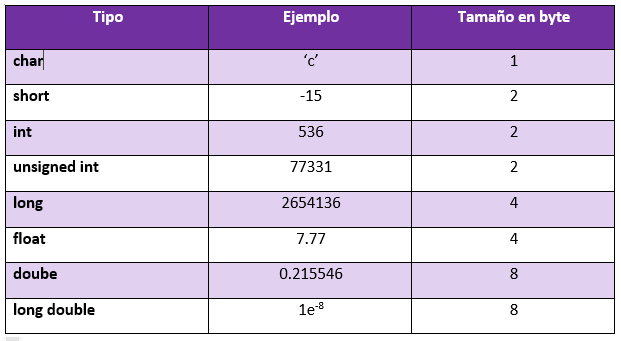 Tipo Ejemplo Tamaño en byte
char ‘c’ 1
short -15 2
int 536 2
unsigned int 77331 2
long 2654136 4
float 7.77 4
doube 0.215546 8
long double 1e-8 8